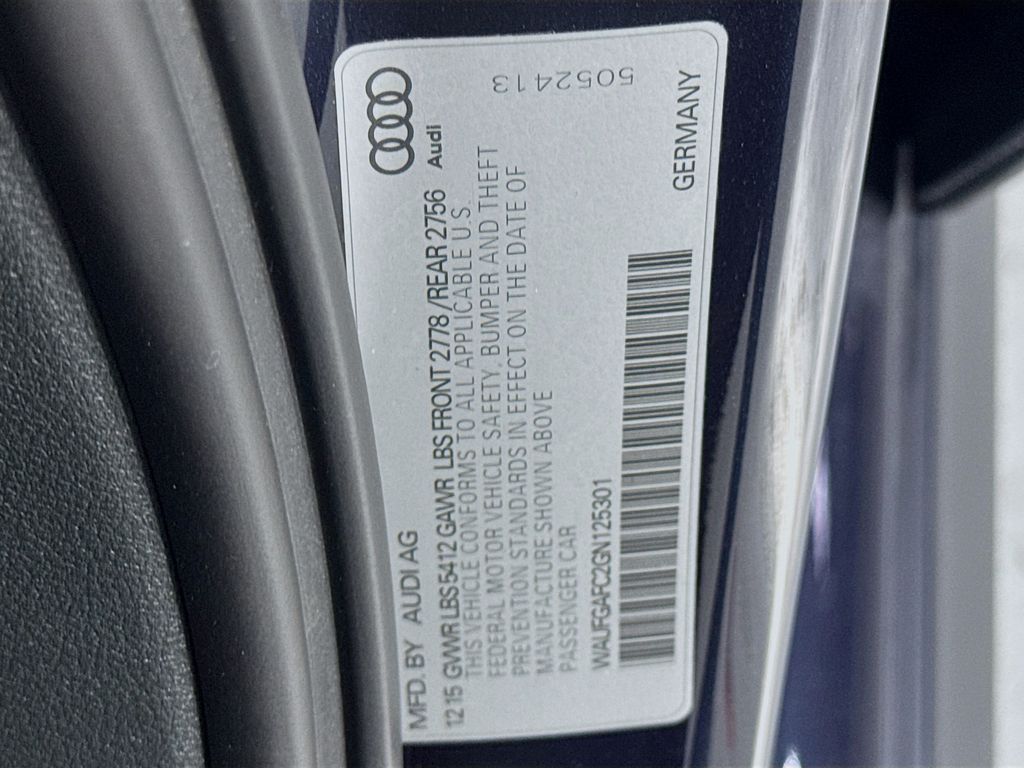 MFD. BY AUDI AG
Audi
12 15 GVWR LBS 5412 GAWR LBS FRONT 2778 /REAR 2756
THIS VEHICLE CONFORMS TO ALL APPLICABLE U.S.
FEDERAL MOTOR VEHICLE SAFETY, BUMPER AND THEFT
PREVENTION STANDARDS IN EFFECT ON THE DATE OF
MANUFACTURE SHOWN ABOVE
PASSENGER CAR
WAUFGAFC2GN125301
GERMANY
5052413